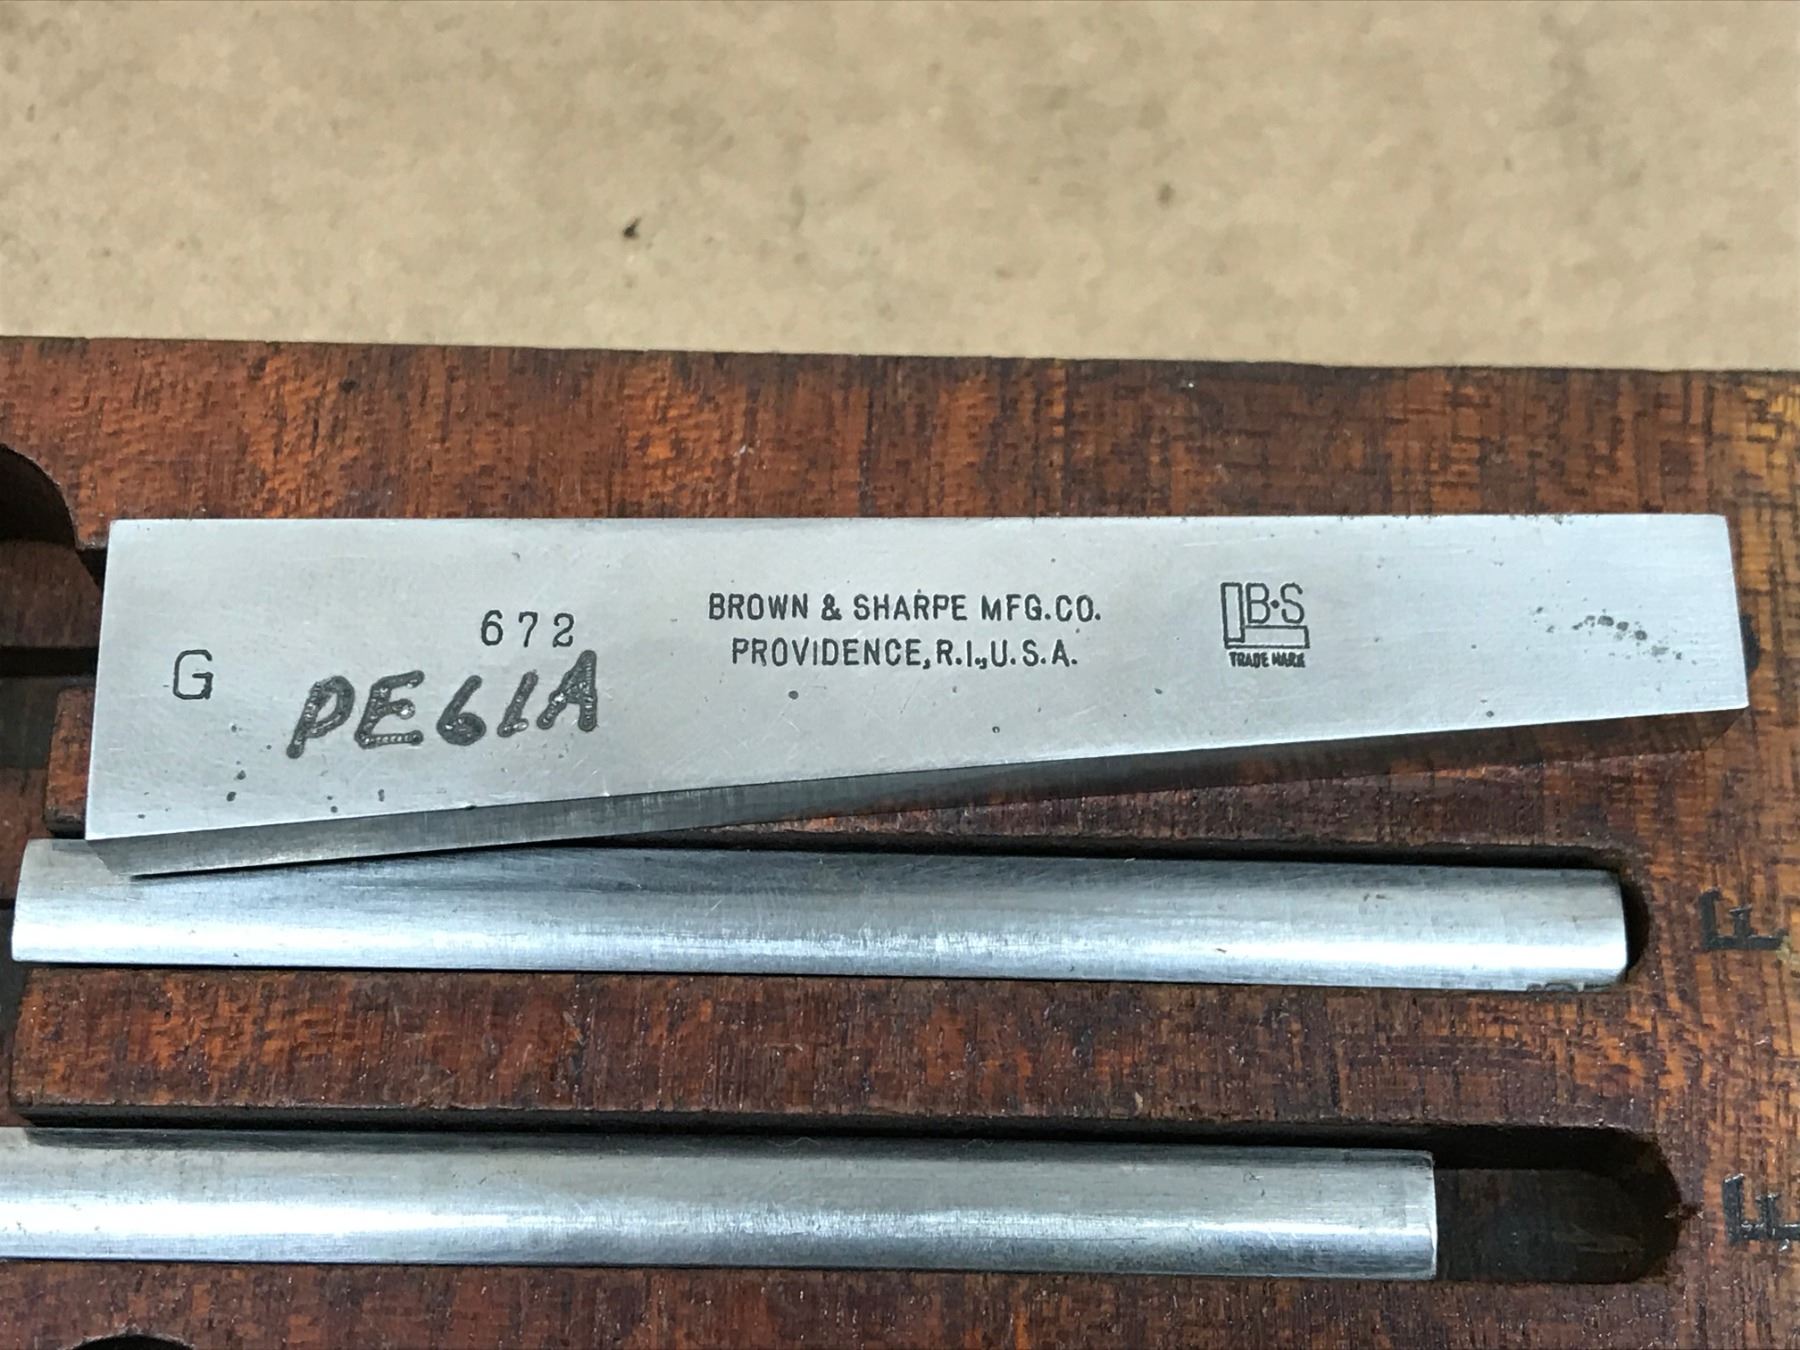 672
BROWN & SHARPE MFG.CO.
PROVIDENCE, R.I., U.S.A.
B·S
TRADE MARK
G
PE61A
F
F